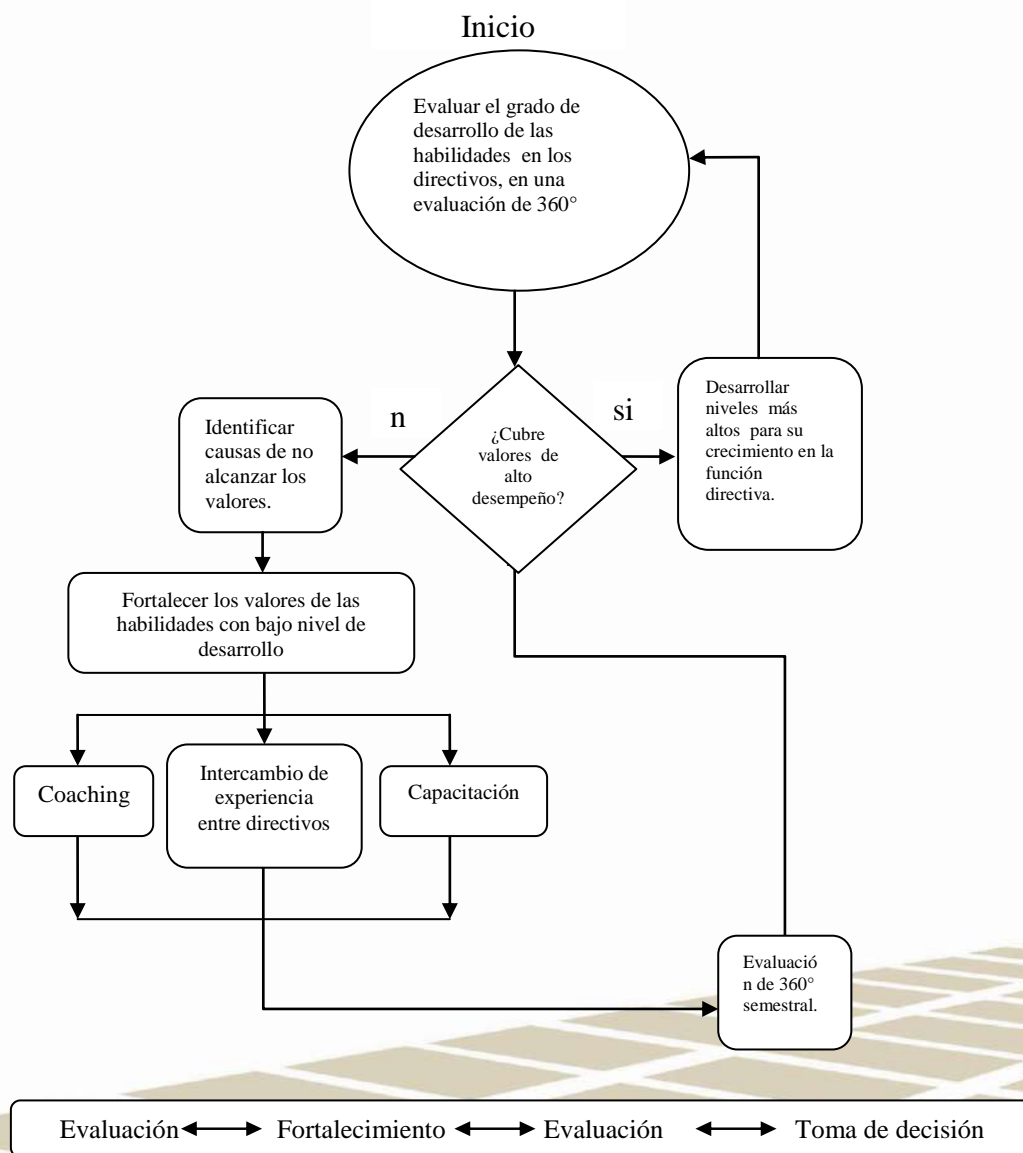 Inicio
Evaluar el grado de
desarrollo de las
habilidades en los
directivos, en una
evaluación de 360°
n
si
¿Cubre
valores de
alto
desempeño?
Identificar
causas de no
alcanzar los
valores.
Desarrollar
niveles más
altos para su
crecimiento en la
función
directiva.
Fortalecer los valores de las
habilidades con bajo nivel de
desarrollo
Coaching
Intercambio de
experiencia
entre directivos
Capacitación
Evaluació
n de 360°
semestral.
Evaluación Fortalecimiento Evaluación Toma de decisión